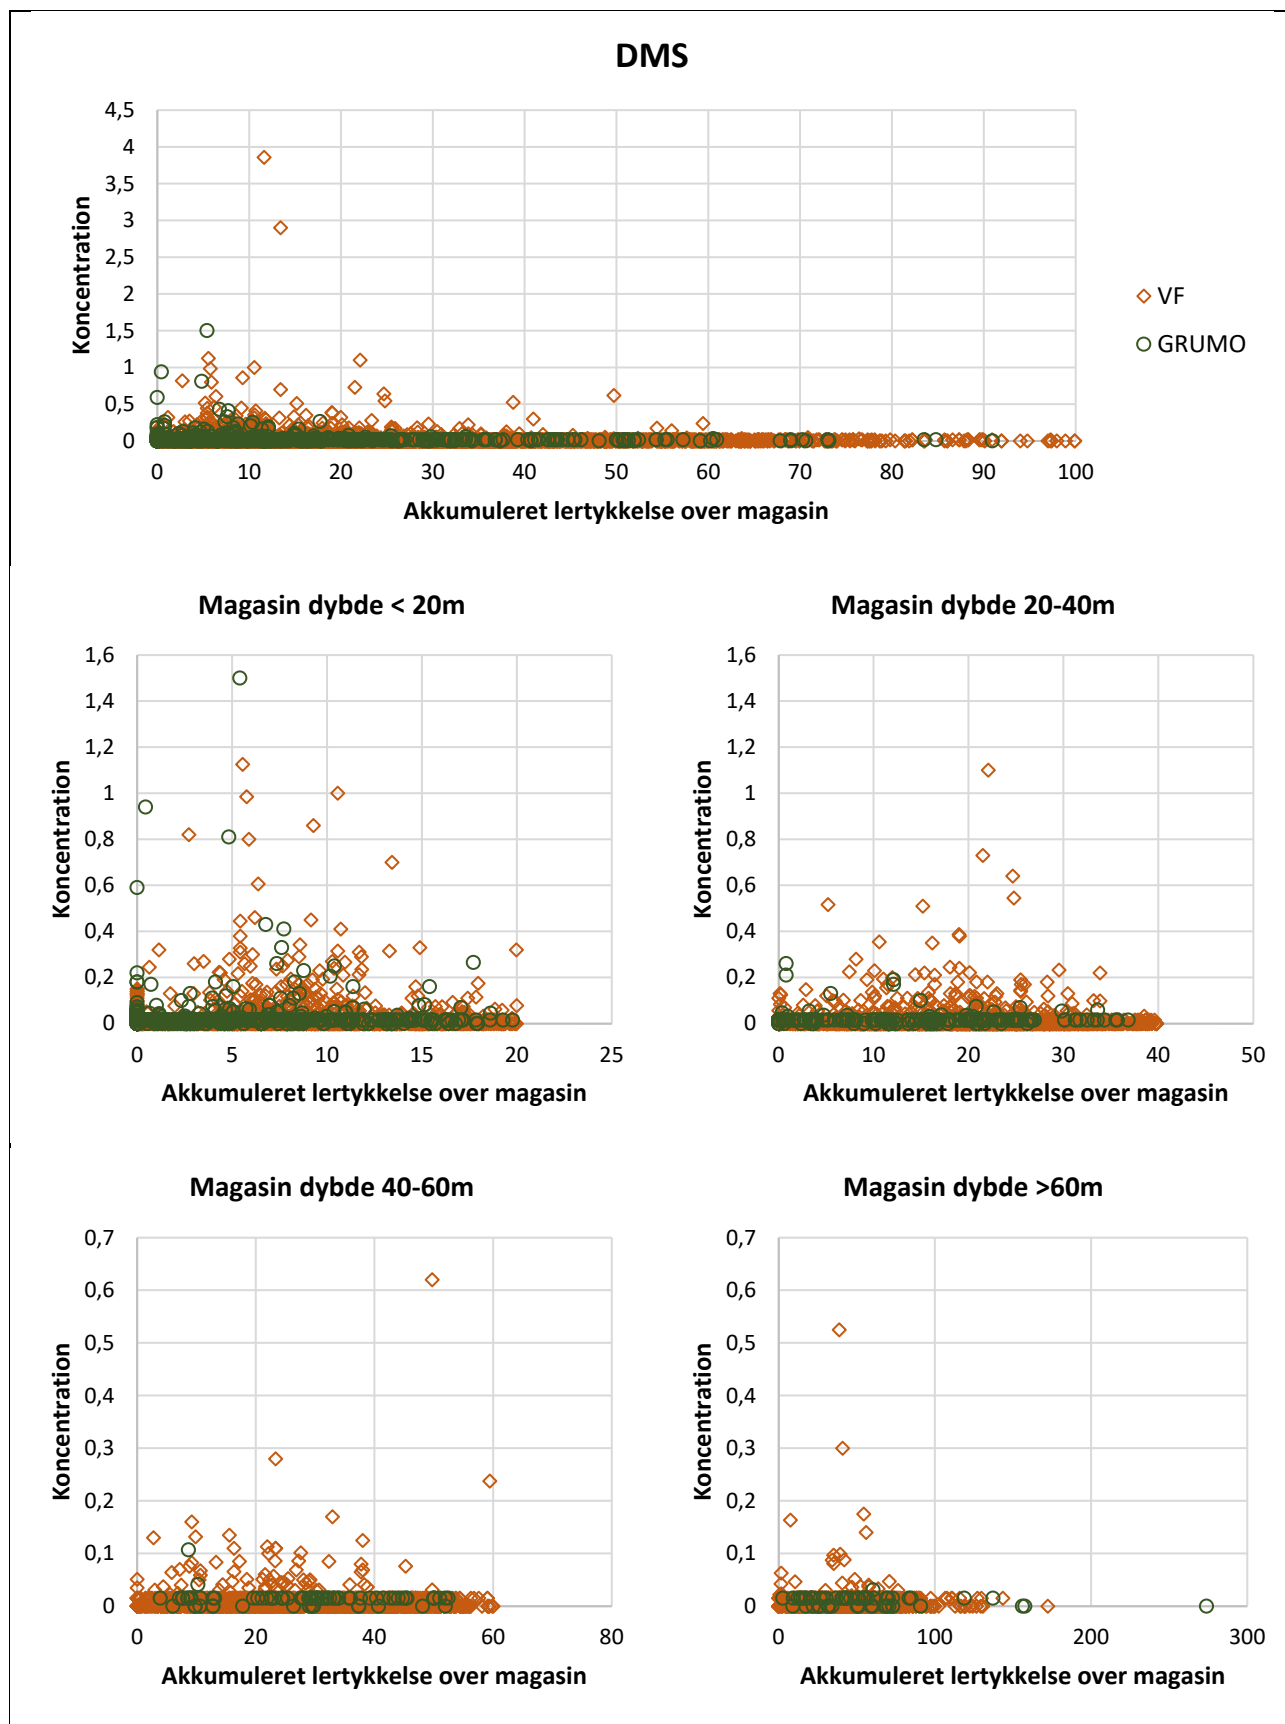 DMS
4,5
4
3,5
3
2,5
2
1,5
1
0,5
0
Koncentration
0 10 20 30 40 50 60 70 80 90 100
Akkumuleret lertykkelse over magasin
VF
GRUMO
Magasin dybde < 20m
1,6
1,4
1,2
1
0,8
0,6
0,4
0,2
0
Koncentration
0 5 10 15 20 25
Akkumuleret lertykkelse over magasin
Magasin dybde 20-40m
1,6
1,4
1,2
1
0,8
0,6
0,4
0,2
0
Koncentration
0 10 20 30 40 50
Akkumuleret lertykkelse over magasin
Magasin dybde 40-60m
0,7
0,6
0,5
0,4
0,3
0,2
0,1
0
Koncentration
0 20 40 60 80
Akkumuleret lertykkelse over magasin
Magasin dybde >60m
0,7
0,6
0,5
0,4
0,3
0,2
0,1
0
Koncentration
0 100 200 300
Akkumuleret lertykkelse over magasin